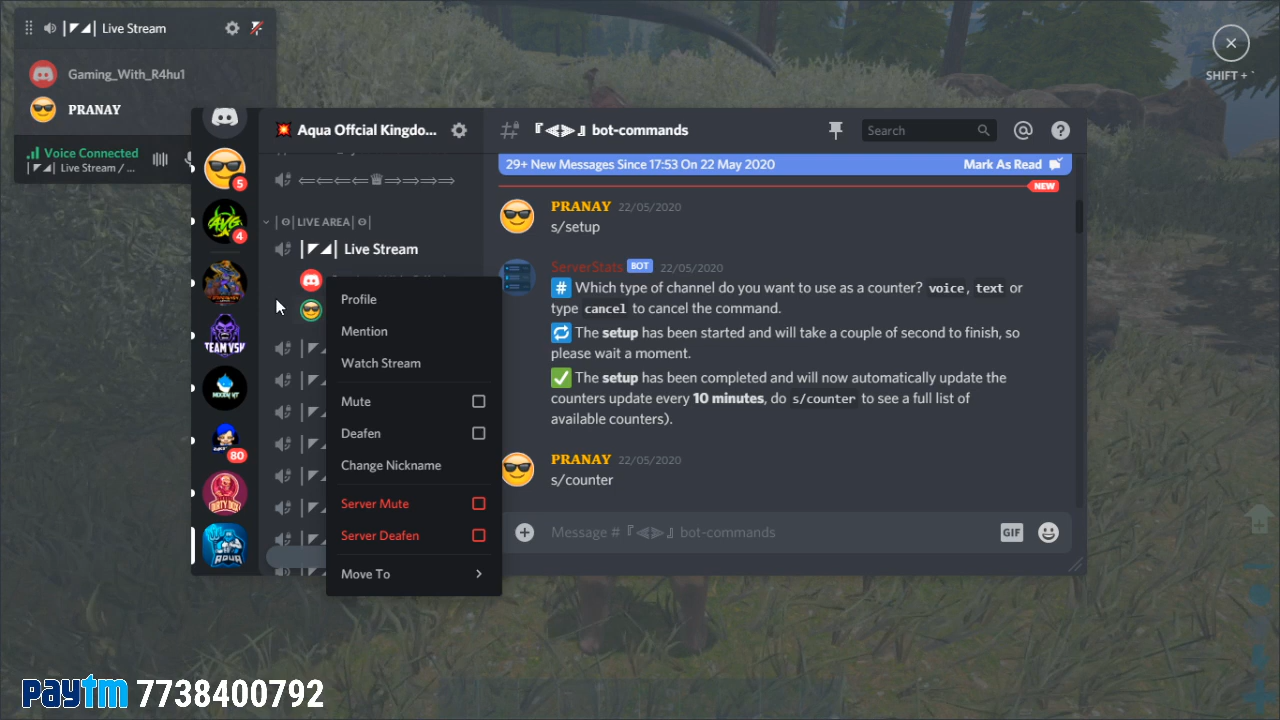 Live Stream
Gaming_With_R4hu1
PRANAY
Voice Connected
Live Stream / ...
SHIFT + `
Aqua Offcial Kingdo...
『⋘⋙』 bot-commands
Search
29+ New Messages Since 17:53 On 22 May 2020
Mark As Read
NEW
⇐⇐⇐⇐♛⇒⇒⇒⇒
LIVE AREA
Live Stream
5
4
TEAM VSK
80
AQUA
PRANAY 22/05/2020
s/setup
ServerStats BOT 22/05/2020
# Which type of channel do you want to use as a counter? voice, text or
type cancel to cancel the command.
The setup has been started and will take a couple of second to finish, so
please wait a moment.
The setup has been completed and will now automatically update the
counters update every 10 minutes, do s/counter to see a full list of
available counters).
PRANAY 22/05/2020
s/counter
Message # 『⋘⋙』 bot-commands
GIF
Profile
Mention
Watch Stream
Mute
Deafen
Change Nickname
Server Mute
Server Deafen
Move To
paytm 7738400792